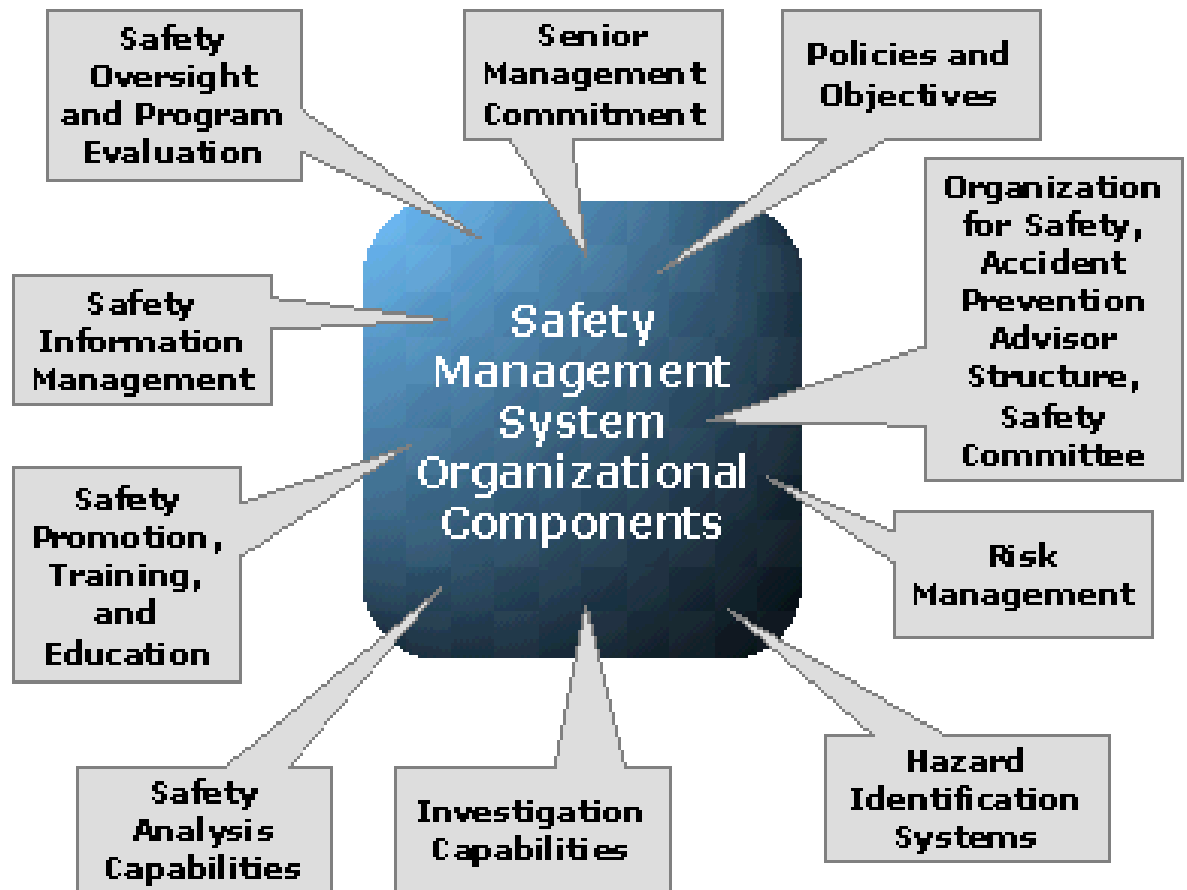 Safety
Oversight
and Program
Evaluation
Senior
Management
Commitment
Policies and
Objectives
Organization
for Safety,
Accident
Prevention
Advisor
Structure,
Safety
Committee
Safety
Information
Management
Safety
Management
System
Organizational
Components
Safety
Promotion,
Training,
and
Education
Risk
Management
Safety
Analysis
Capabilities
Investigation
Capabilities
Hazard
Identification
Systems